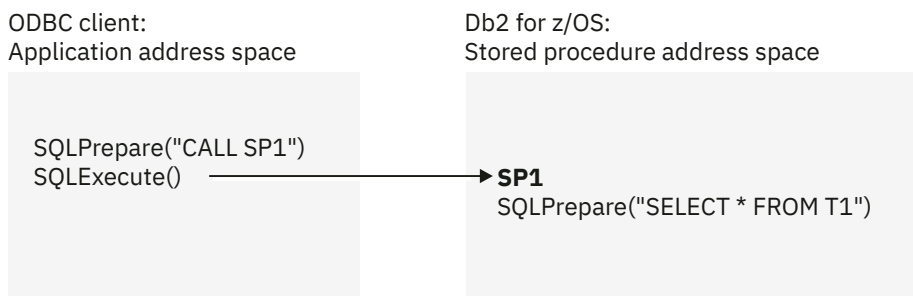 ODBC client:
Application address space
Db2 for z/OS:
Stored procedure address space
SQLPrepare("CALL SP1")
SQLExecute()
SP1
SQLPrepare("SELECT * FROM T1")